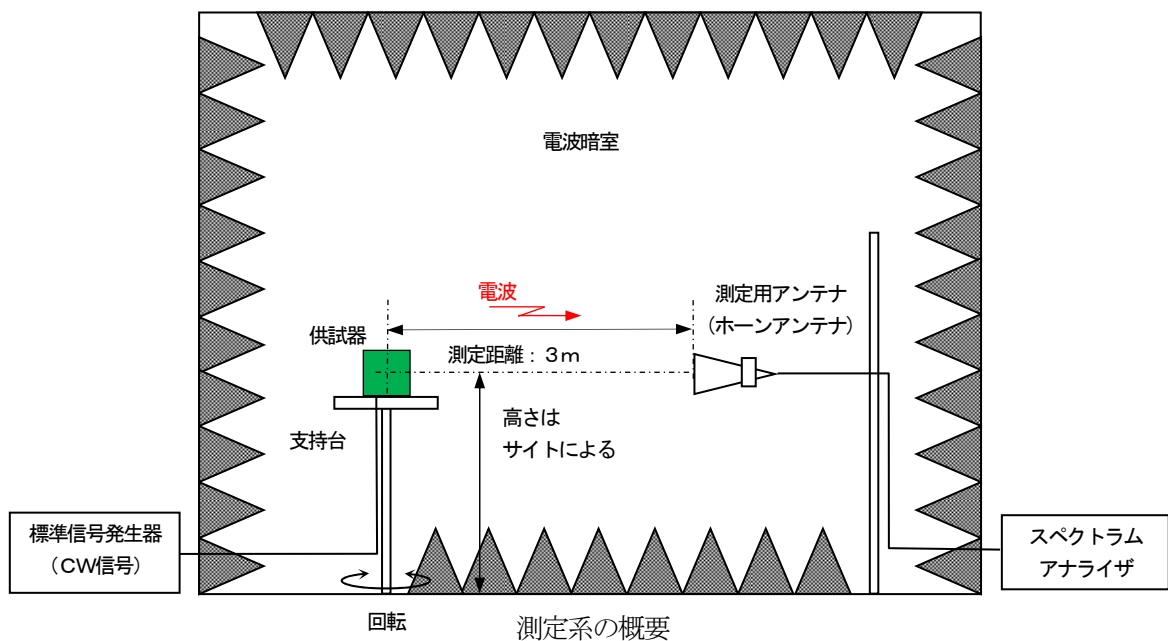 電波暗室
電波
測定用アンテナ
（ホーンアンテナ）
供試器
測定距離：３ｍ
支持台
高さは
サイトによる
標準信号発生器
（CW信号）
スペクトラム
アナライザ
回転
測定系の概要